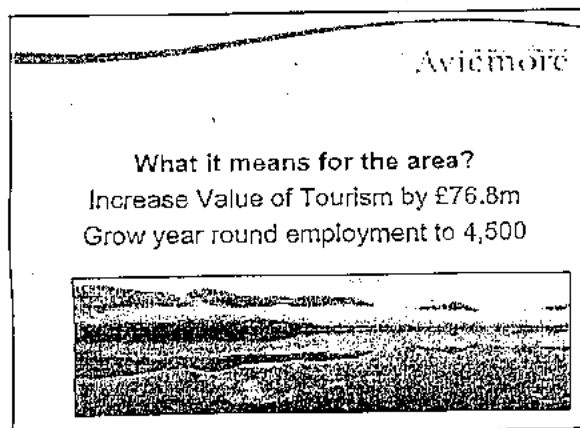 Aviemore
What it means for the area?
Increase Value of Tourism by £76.8m
Grow year round employment to 4,500